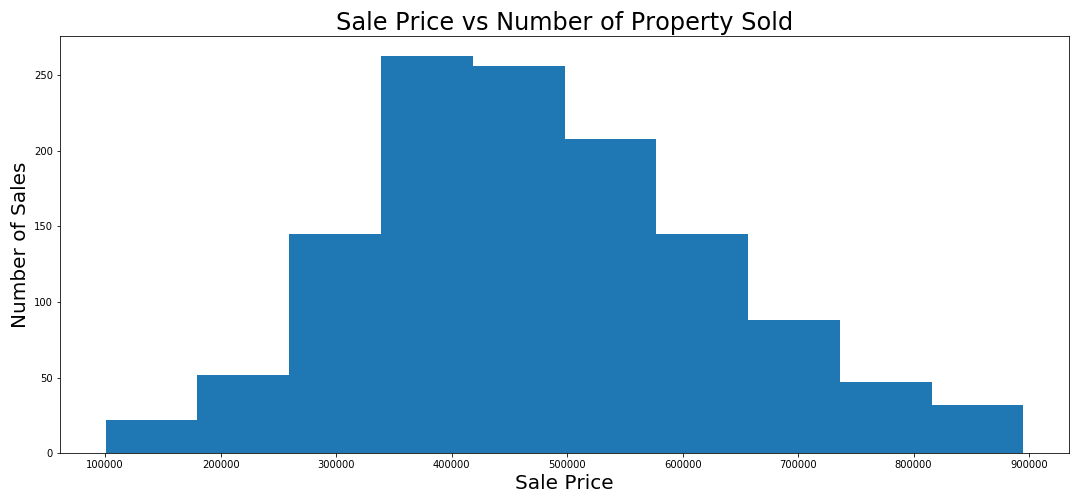 Sale Price vs Number of Property Sold
Number of Sales
250
200
150
100
50
0
100000 200000 300000 400000 500000 600000 700000 800000 900000
Sale Price